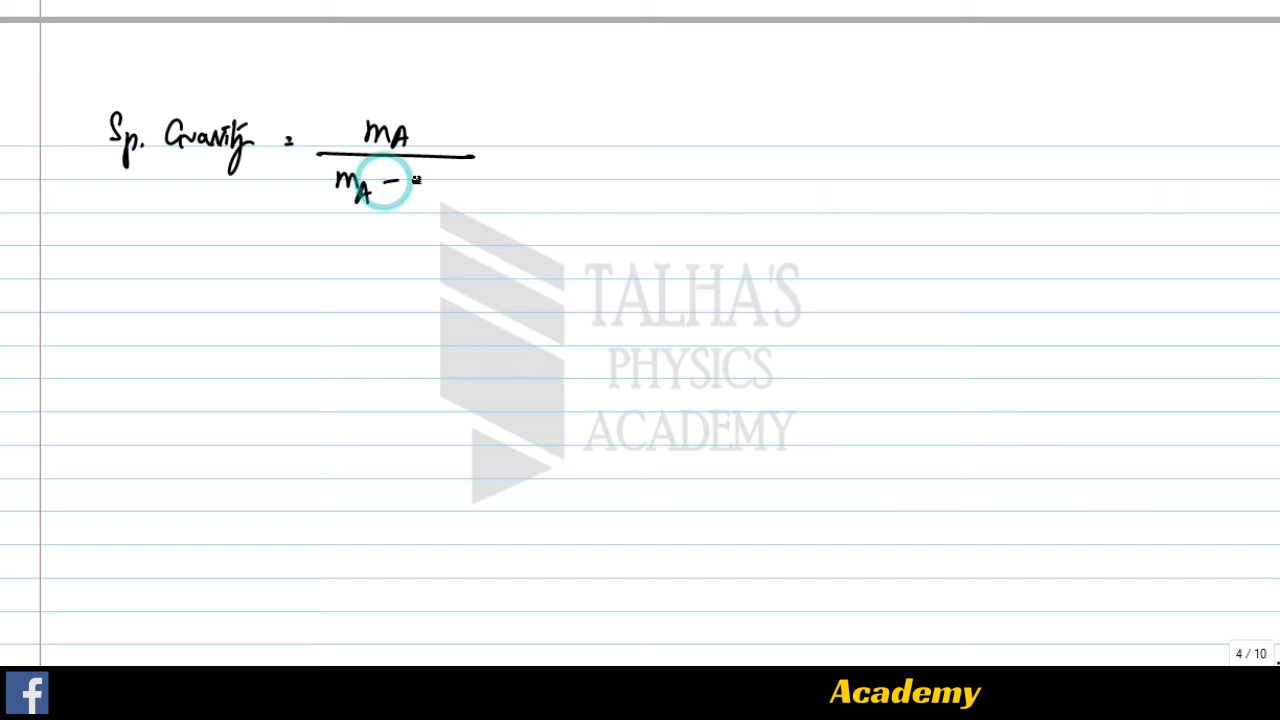 Sp. Gravity = mA
mA -
TALHA'S
PHYSICS
ACADEMY
4 / 10
f
Academy